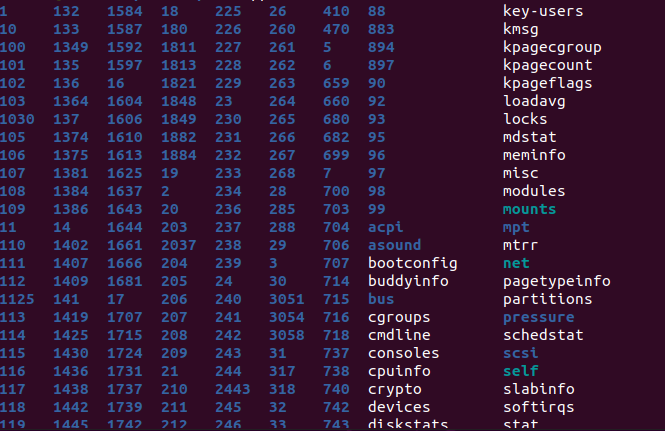 1 132 1584 18 225 26 410 88 key-users
10 133 1587 180 226 260 470 883 kmsg
100 1349 1592 1811 227 261 5 894 kpagecgroup
101 135 1597 1813 228 262 6 897 kpagecount
102 136 16 1821 229 263 659 90 kpageflags
103 1364 1604 1848 23 264 660 92 loadavg
1030 137 1606 1849 230 265 680 93 locks
105 1374 1610 1882 231 266 682 95 mdstat
106 1375 1613 1884 232 267 699 96 meminfo
107 1381 1625 19 233 268 7 97 misc
108 1384 1637 2 234 28 700 98 modules
109 1386 1643 20 236 285 703 99 mounts
11 14 1644 203 237 288 704 acpi mpt
110 1402 1661 2037 238 29 706 asound mtrr
111 1407 1666 204 239 3 707 bootconfig net
112 1409 1681 205 24 30 714 buddyinfo pagetypeinfo
1125 141 17 206 240 3051 715 bus partitions
113 1419 1707 207 241 3054 716 cgroups pressure
114 1425 1715 208 242 3058 718 cmdline schedstat
115 1430 1724 209 243 31 737 consoles scsi
116 1436 1731 21 244 317 738 cpuinfo self
117 1438 1737 210 2443 318 740 crypto slabinfo
118 1442 1739 211 245 32 742 devices softirqs
119 1445 1742 212 246 33 743 diskstats stat